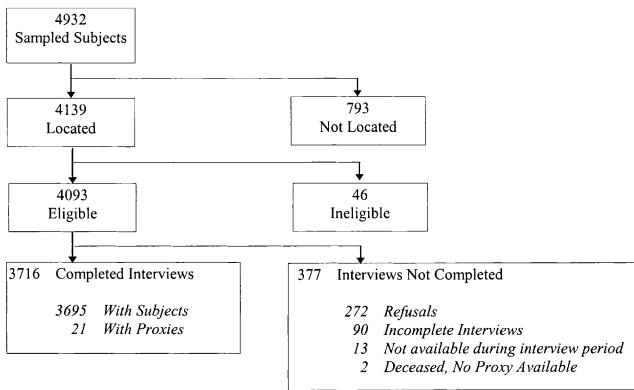 4932
Sampled Subjects
4139
Located
793
Not Located
4093
Eligible
46
Ineligible
3716 Completed Interviews
3695 With Subjects
21 With Proxies
377 Interviews Not Completed
272 Refusals
90 Incomplete Interviews
13 Not available during interview period
2 Deceased, No Proxy Available